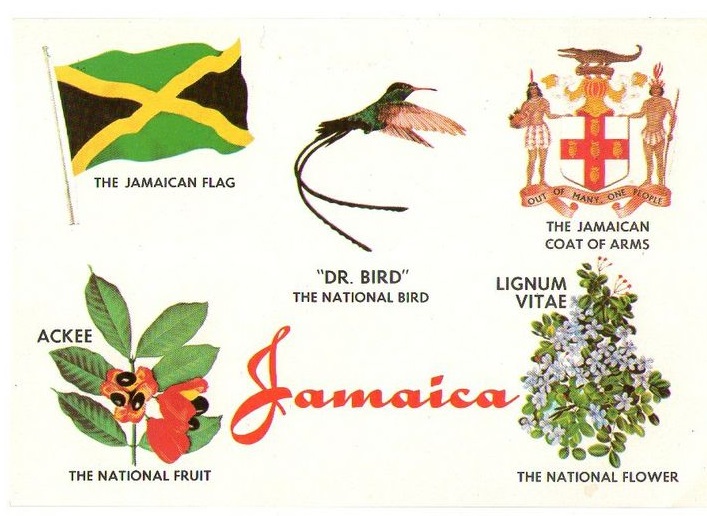 THE JAMAICAN FLAG
"DR. BIRD"
THE NATIONAL BIRD
OUT OF MANY, ONE PEOPLE
THE JAMAICAN
COAT OF ARMS
ACKEE
THE NATIONAL FRUIT
Jamaica
LIGNUM
VITAE
THE NATIONAL FLOWER